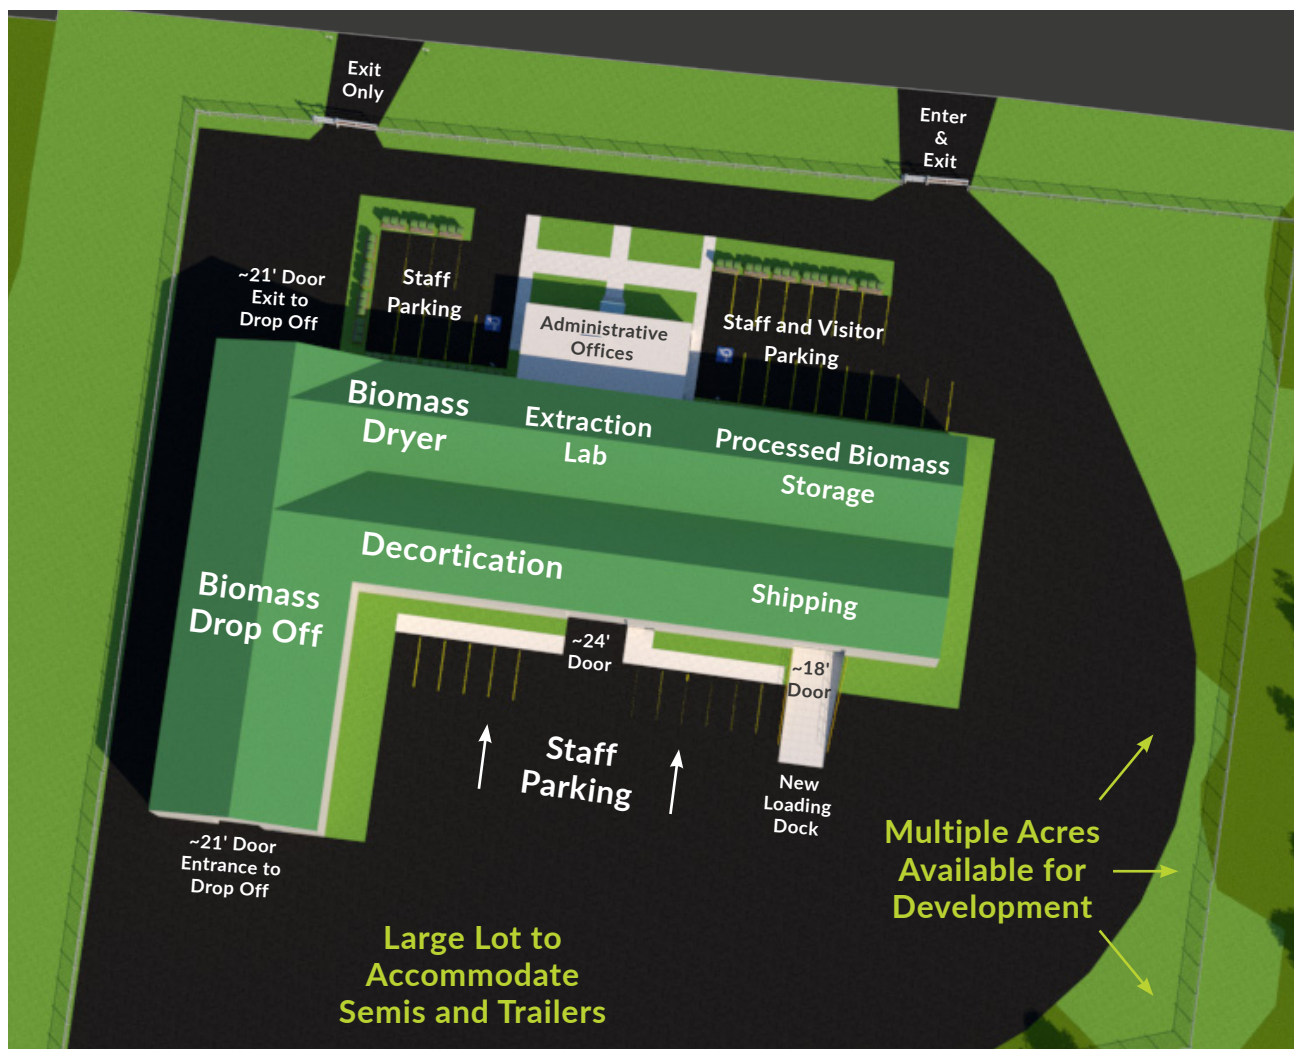 Exit
Only
Enter
&
Exit
~21' Door
Exit to
Drop Off
Staff
Parking
Administrative
Offices
Staff and Visitor
Parking
Biomass
Dryer
Extraction
Lab
Processed Biomass
Storage
Decortication
Shipping
Biomass
Drop Off
~24'
Door
~18'
Door
Staff
Parking
New
Loading
Dock
~21' Door
Entrance to
Drop Off
Multiple Acres
Available for
Development
Large Lot to
Accommodate
Semis and Trailers